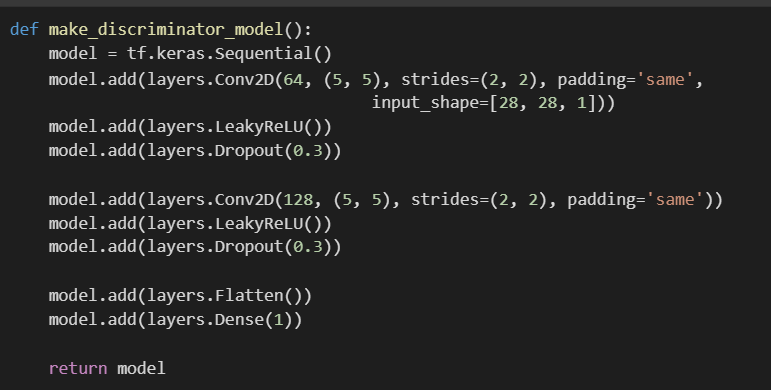 def make_discriminator_model():
    model = tf.keras.Sequential()
    model.add(layers.Conv2D(64, (5, 5), strides=(2, 2), padding='same',
                                     input_shape=[28, 28, 1]))
    model.add(layers.LeakyReLU())
    model.add(layers.Dropout(0.3))

    model.add(layers.Conv2D(128, (5, 5), strides=(2, 2), padding='same'))
    model.add(layers.LeakyReLU())
    model.add(layers.Dropout(0.3))

    model.add(layers.Flatten())
    model.add(layers.Dense(1))

    return model